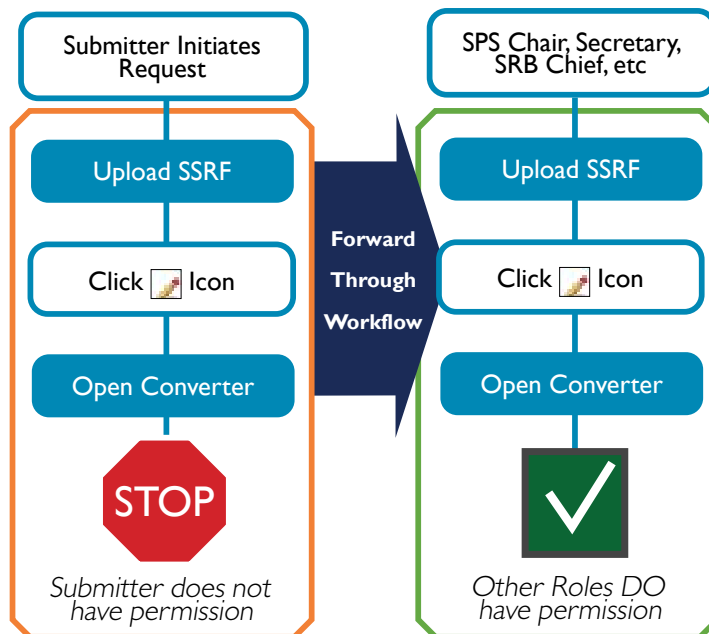 Submitter Initiates
Request
Upload SSRF
Click Icon
Open Converter
STOP
Submitter does not
have permission
Forward
Through
Workflow
SPS Chair, Secretary,
SRB Chief, etc
Upload SSRF
Click Icon
Open Converter
Other Roles DO
have permission